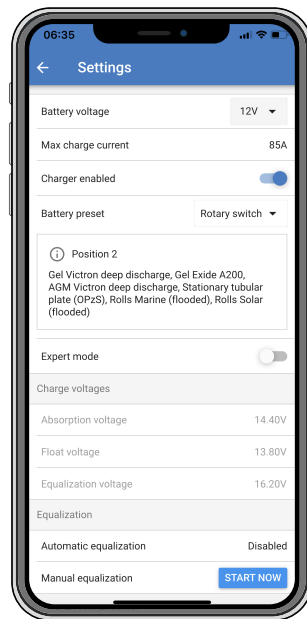 06:35
Settings
Battery voltage 12V
Max charge current 85A
Charger enabled
Battery preset Rotary switch
Position 2
Gel Victron deep discharge, Gel Exide A200,
AGM Victron deep discharge, Stationary tubular
plate (OPzS), Rolls Marine (flooded), Rolls Solar
(flooded)
Expert mode
Charge voltages
Absorption voltage 14.40V
Float voltage 13.80V
Equalization voltage 16.20V
Equalization
Automatic equalization Disabled
Manual equalization START NOW